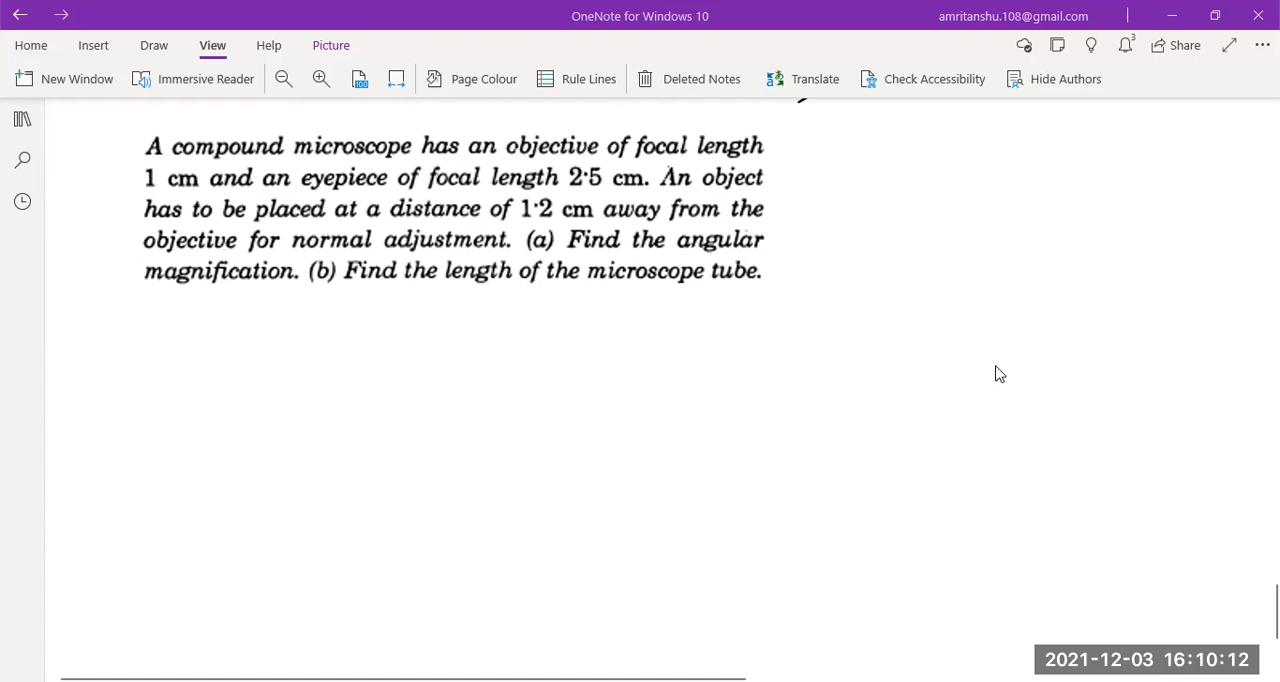 OneNote for Windows 10
amritanshu.108@gmail.com
Home Insert Draw View Help Picture
3
Share
New Window Immersive Reader 100 Page Colour Rule Lines Deleted Notes Translate Check Accessibility Hide Authors
A compound microscope has an objective of focal length
1 cm and an eyepiece of focal length 2·5 cm. An object
has to be placed at a distance of 1·2 cm away from the
objective for normal adjustment. (a) Find the angular
magnification. (b) Find the length of the microscope tube.
2021-12-03 16:10:12